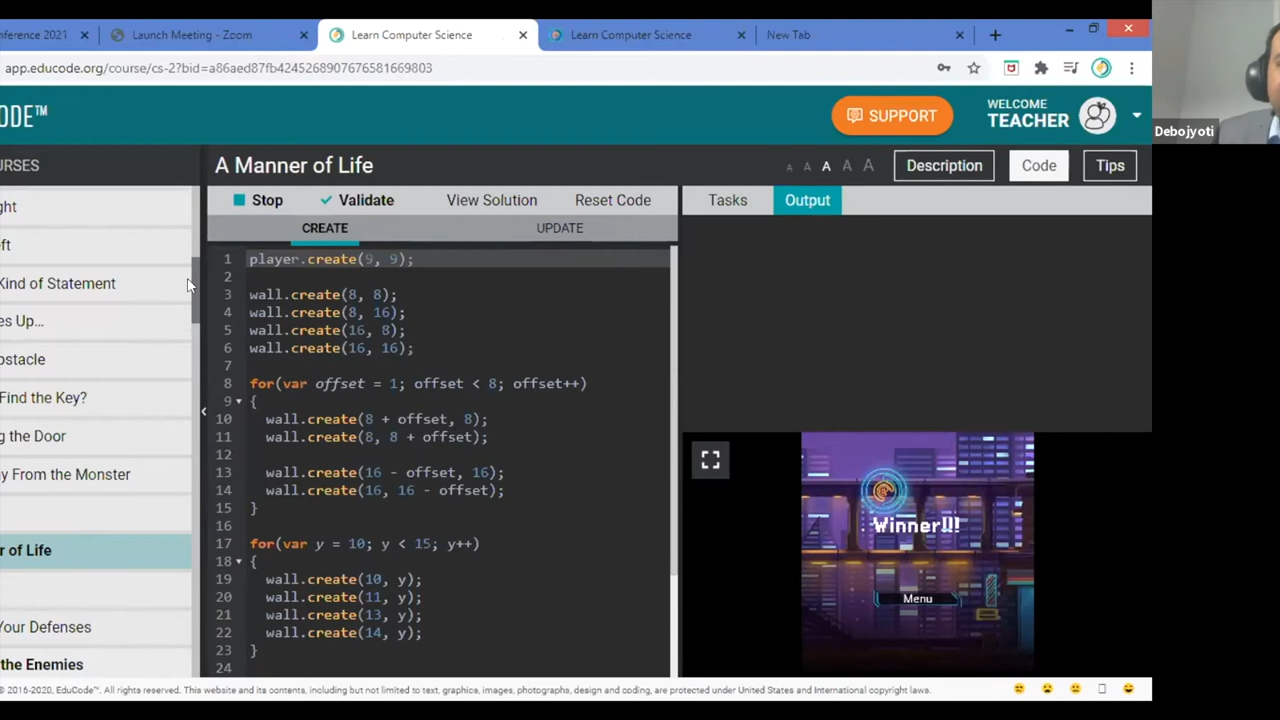 nference 2021
Launch Meeting - Zoom
Learn Computer Science
Learn Computer Science
New Tab
app.educode.org/course/cs-2?bid=a86aed87fb4245268907676581669803
ODE™
SUPPORT
WELCOME
TEACHER
Debojyoti
URSES
A Manner of Life
A A A A A
Description
Code
Tips
ght
eft
Kind of Statement
es Up...
bstacle
Find the Key?
g the Door
y From the Monster
r of Life
Your Defenses
the Enemies
Stop
Validate
View Solution
Reset Code
Tasks
Output
CREATE
UPDATE
1 player.create(9, 9);
2
3 wall.create(8, 8);
4 wall.create(8, 16);
5 wall.create(16, 8);
6 wall.create(16, 16);
7
8 for(var offset = 1; offset < 8; offset++)
9 {
10 wall.create(8 + offset, 8);
11 wall.create(8, 8 + offset);
12
13 wall.create(16 - offset, 16);
14 wall.create(16, 16 - offset);
15 }
16
17 for(var y = 10; y < 15; y++)
18 {
19 wall.create(10, y);
20 wall.create(11, y);
21 wall.create(13, y);
22 wall.create(14, y);
23 }
24
Winner!!!
Menu
© 2016-2020, EduCode™. All rights reserved. This website and its contents, including but not limited to text, graphics, images, photographs, design and coding, are protected under United States and International copyright laws.